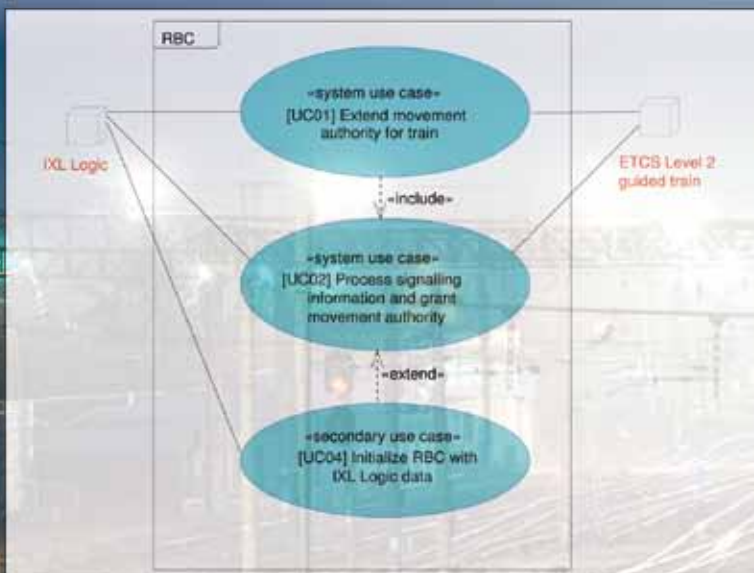 RBC
«system use case»
[UC01] Extend movement
authority for train
IXL Logic
ETCS Level 2
guided train
«include»
«system use case»
[UC02] Process signalling
information and grant
movement authority
«extend»
«secondary use case»
[UC04] Initialize RBC with
IXL Logic data